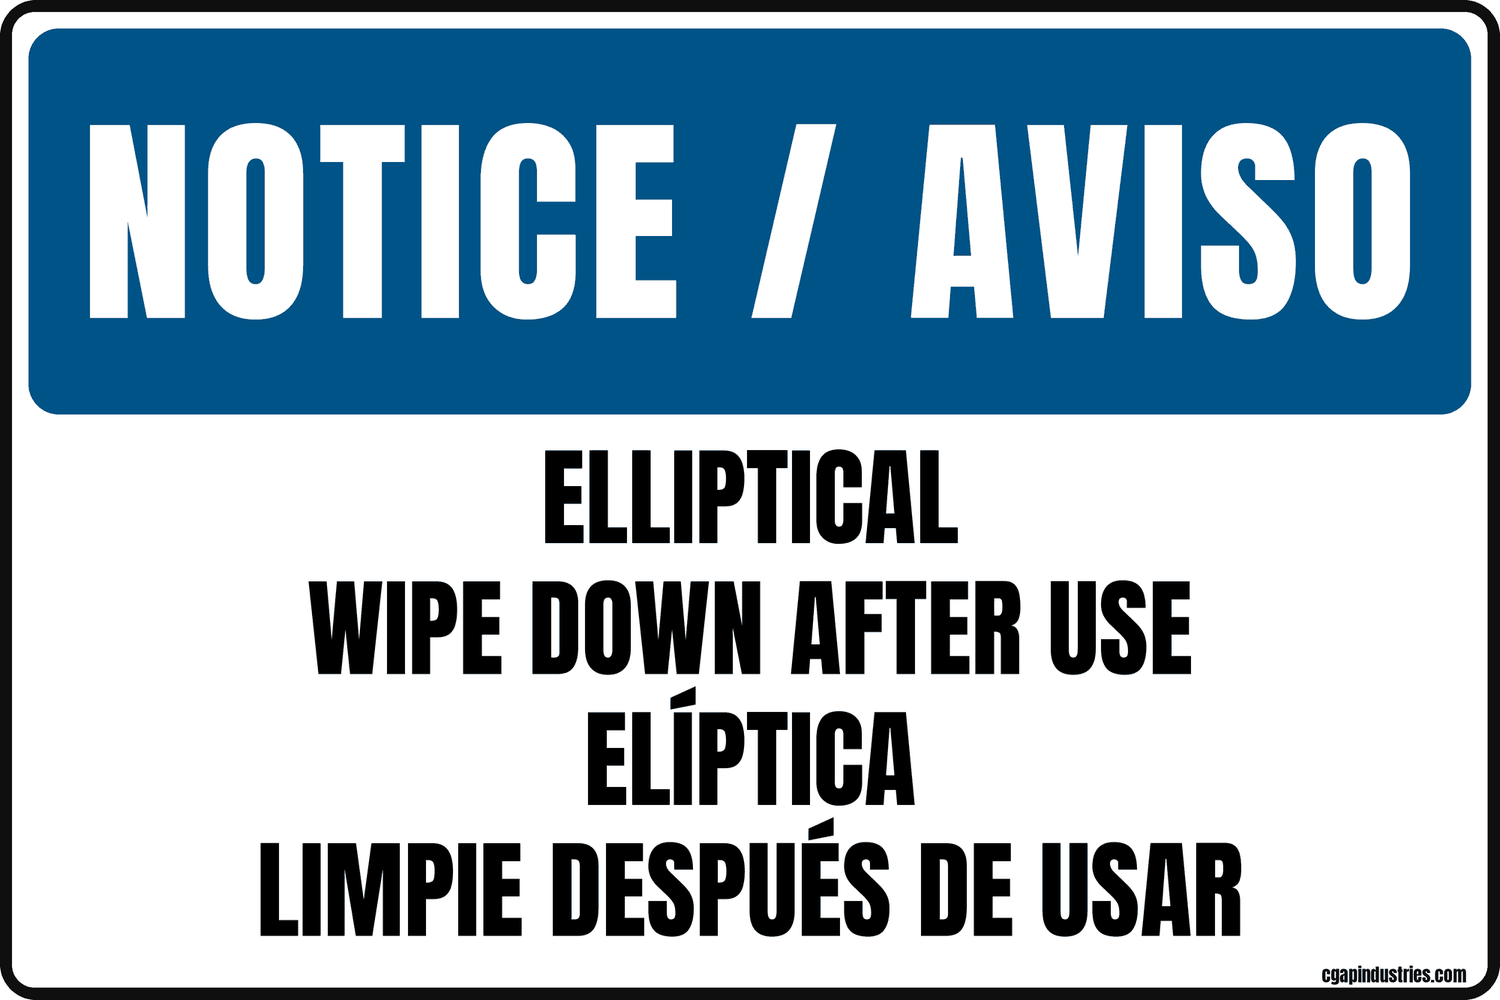 NOTICE / AVISO
ELLIPTICAL
WIPE DOWN AFTER USE
ELÍPTICA
LIMPIE DESPUÉS DE USAR
cgapindustries.com